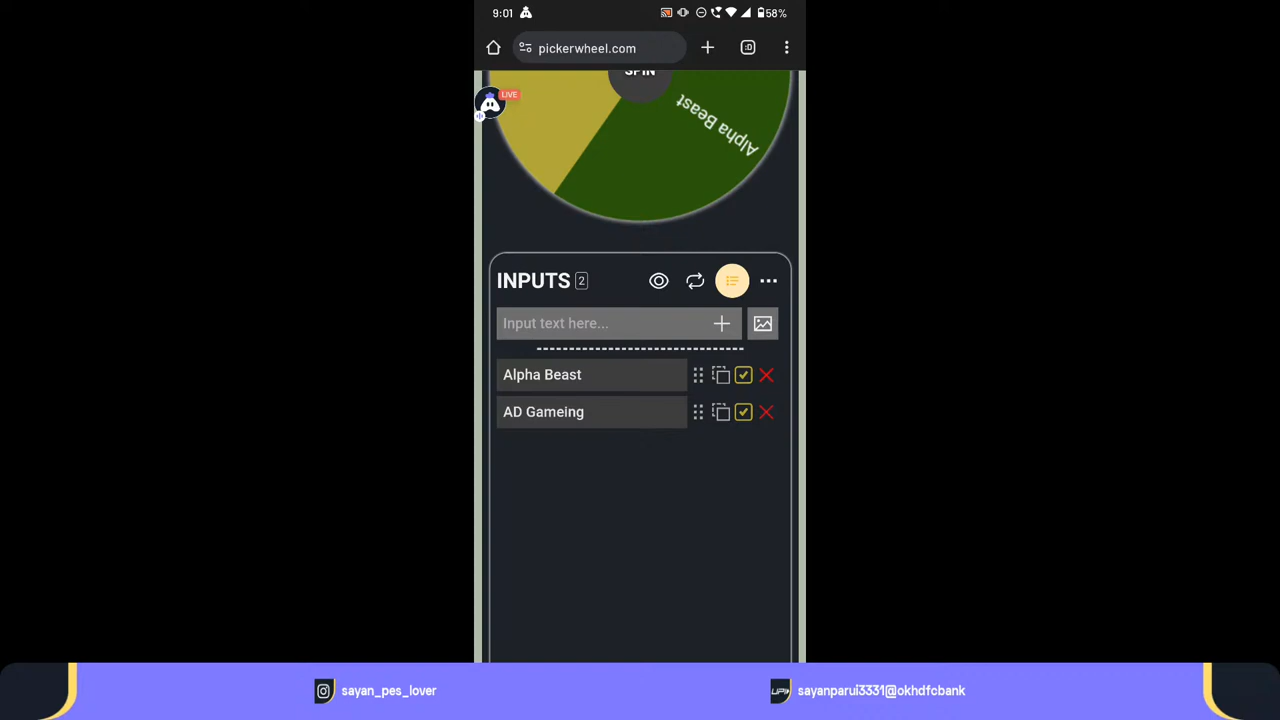 9:01
58%
pickerwheel.com
:D
SPIN
LIVE
Alpha Beast
INPUTS 2
Input text here...
Alpha Beast
AD Gameing
sayan_pes_lover
UPI
sayanparui3331@okhdfcbank